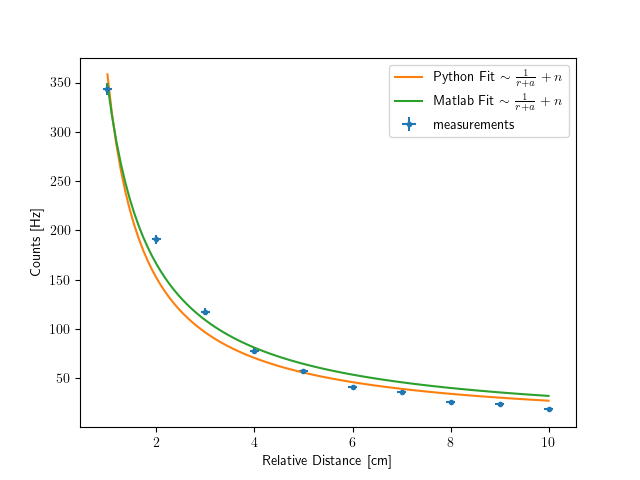 Python Fit ∼ 1/(r+a) + n
Matlab Fit ∼ 1/(r+a) + n
measurements
350
300
250
200
150
100
50
Counts [Hz]
2 4 6 8 10
Relative Distance [cm]